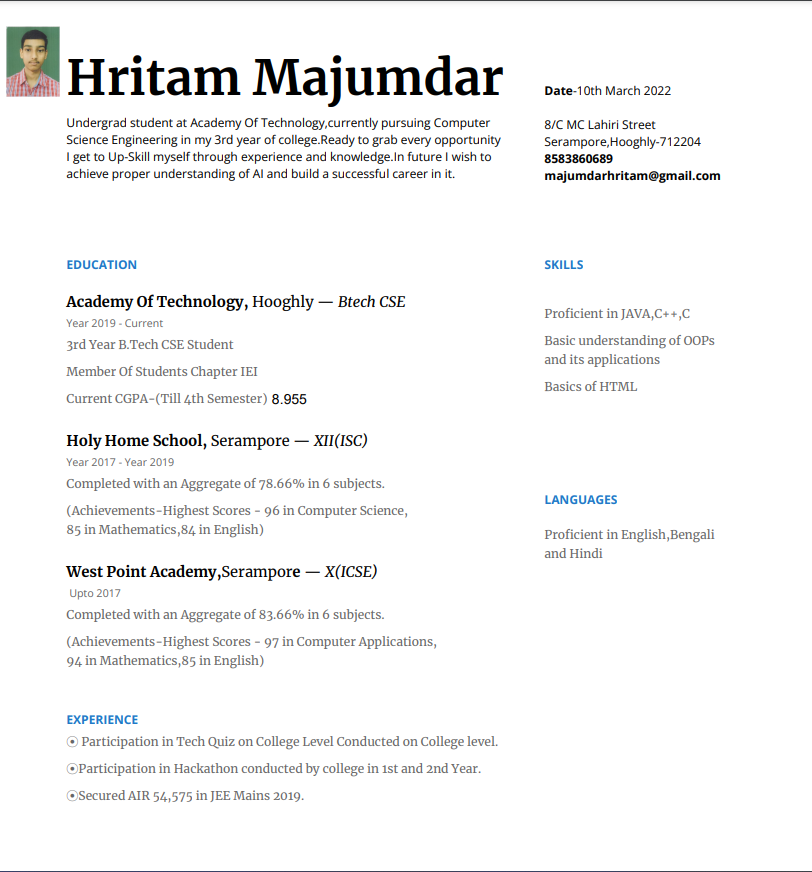 Hritam Majumdar
Undergrad student at Academy Of Technology,currently pursuing Computer
Science Engineering in my 3rd year of college.Ready to grab every opportunity
I get to Up-Skill myself through experience and knowledge.In future I wish to
achieve proper understanding of AI and build a successful career in it.
Date-10th March 2022
8/C MC Lahiri Street
Serampore,Hooghly-712204
8583860689
majumdarhritam@gmail.com
EDUCATION
Academy Of Technology, Hooghly — Btech CSE
Year 2019 - Current
3rd Year B.Tech CSE Student
Member Of Students Chapter IEI
Current CGPA-(Till 4th Semester) 8.955
Holy Home School, Serampore — XII(ISC)
Year 2017 - Year 2019
Completed with an Aggregate of 78.66% in 6 subjects.
(Achievements-Highest Scores - 96 in Computer Science,
85 in Mathematics,84 in English)
West Point Academy,Serampore — X(ICSE)
Upto 2017
Completed with an Aggregate of 83.66% in 6 subjects.
(Achievements-Highest Scores - 97 in Computer Applications,
94 in Mathematics,85 in English)
EXPERIENCE
⦿ Participation in Tech Quiz on College Level Conducted on College level.
⦿Participation in Hackathon conducted by college in 1st and 2nd Year.
⦿Secured AIR 54,575 in JEE Mains 2019.
SKILLS
Proficient in JAVA,C++,C
Basic understanding of OOPs
and its applications
Basics of HTML
LANGUAGES
Proficient in English,Bengali
and Hindi